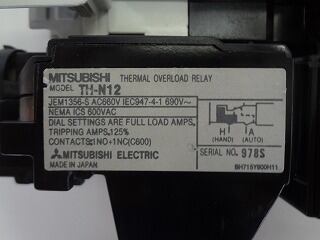 MITSUBISHI THERMAL OVERLOAD RELAY
MODEL TH-N12
JEM1356-S AC660V IEC947-4-1 690V~
NEMA ICS 600VAC
DIAL SETTINGS ARE FULL LOAD AMPS.
TRIPPING AMPS.125%
CONTACTS:1NO+1NC(C600)
H A
(HAND) (AUTO)
MITSUBISHI ELECTRIC
MADE IN JAPAN
SERIAL NO. 978S
BH715Y900H11